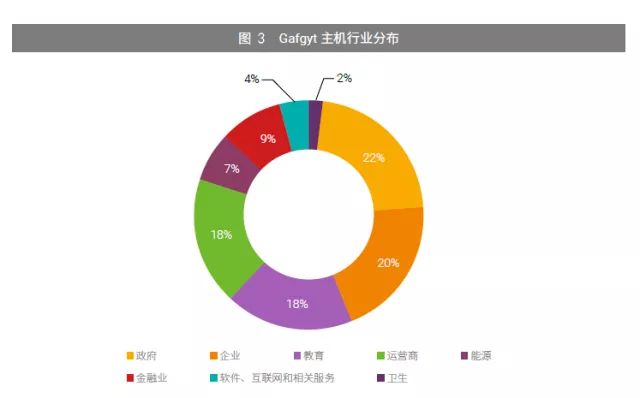 图 3 Gafgyt 主机行业分布
4%
2%
22%
9%
7%
18%
20%
18%
政府 企业 教育 运营商 能源
金融业 软件、互联网和相关服务 卫生